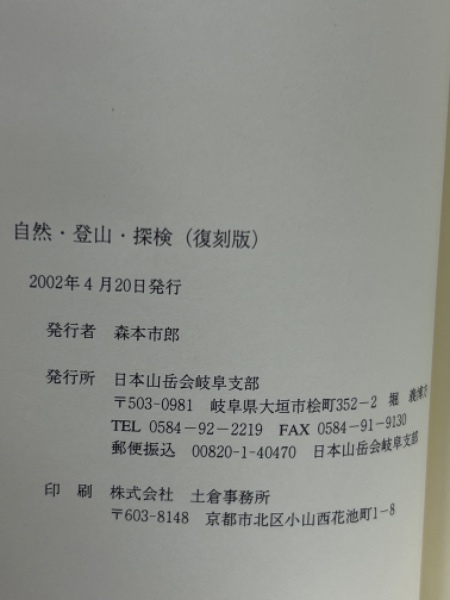 自然・登山・探検（復刻版）
2002年4月20日発行
発行者 森本市郎
発行所 日本山岳会岐阜支部
〒503-0981 岐阜県大垣市桧町352-2 堀 義博方
TEL 0584-92-2219 FAX 0584-91-9130
郵便振込 00820-1-40470 日本山岳会岐阜支部
印刷 株式会社 土倉事務所
〒603-8148 京都市北区小山西花池町1-8